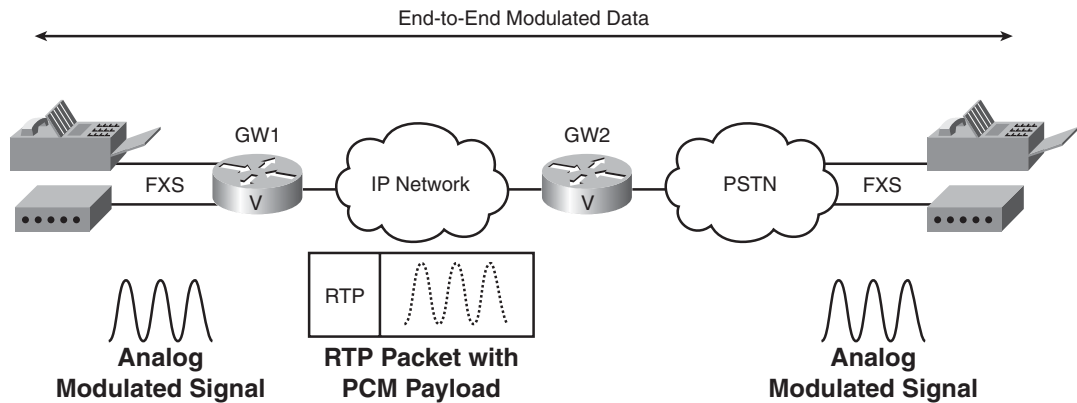 End-to-End Modulated Data
GW1
GW2
FXS
V
IP Network
V
PSTN
FXS
RTP
Analog
Modulated Signal
RTP Packet with
PCM Payload
Analog
Modulated Signal